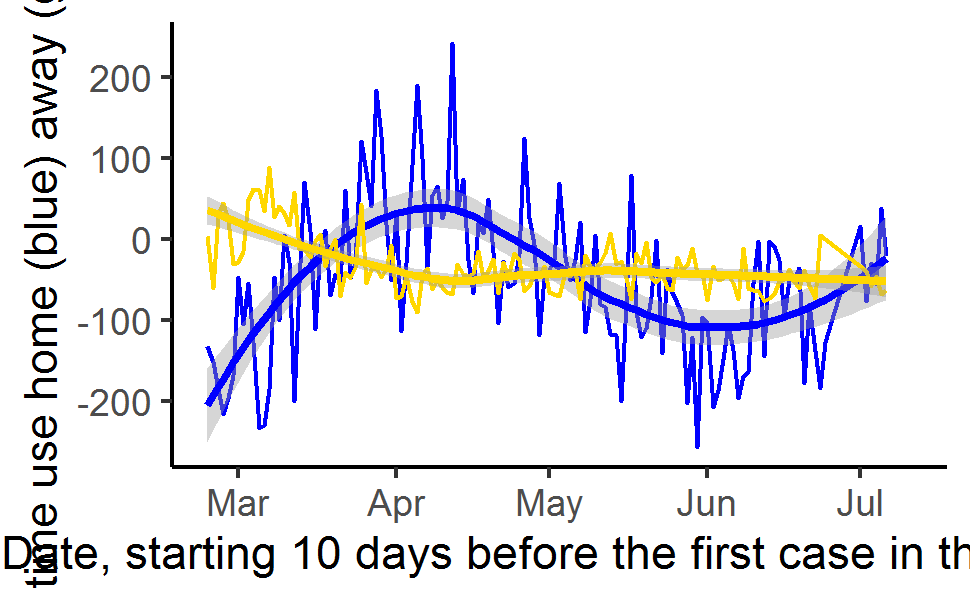 time use home (blue) away (g
200
100
0
-100
-200
Mar Apr May Jun Jul
Date, starting 10 days before the first case in th